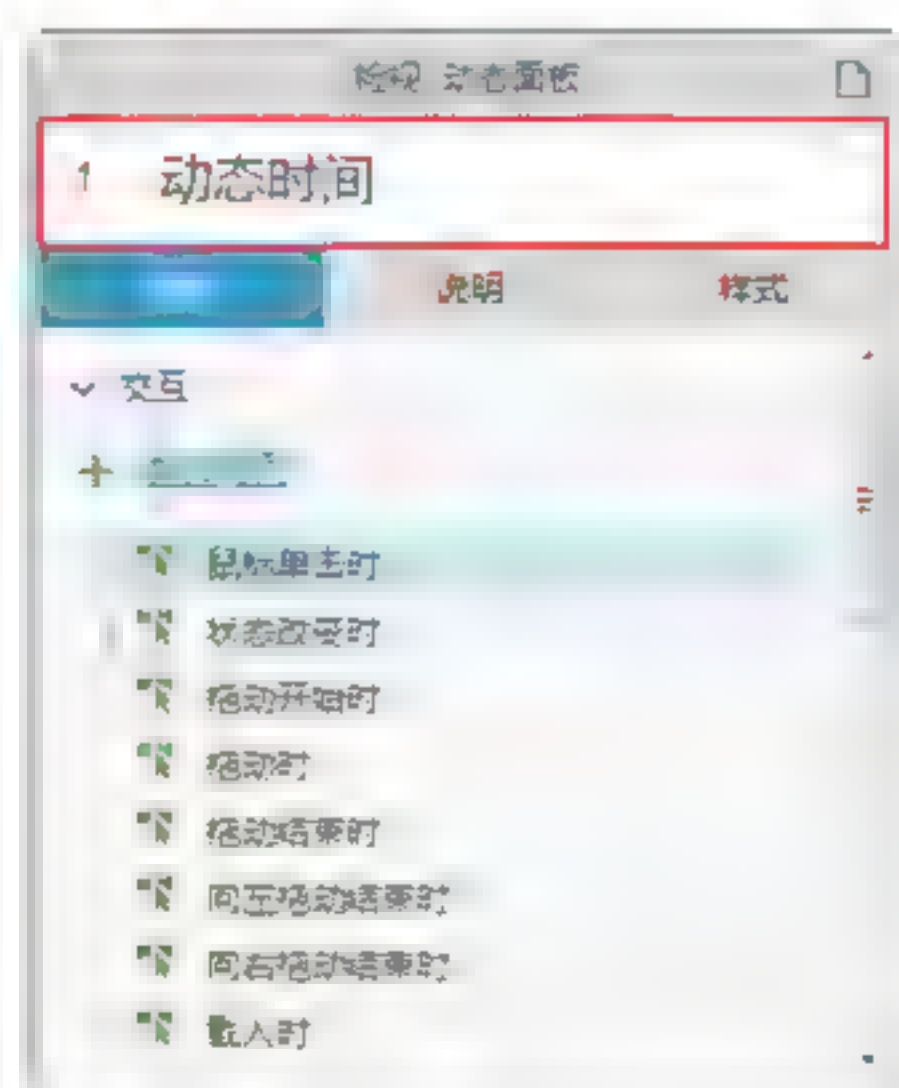 检视: 动态面板
1 动态时间
说明 样式
交互
鼠标单击时
状态改变时
拖动开始时
拖动时
拖动结束时
向左拖动结束时
向右拖动结束时
载入时